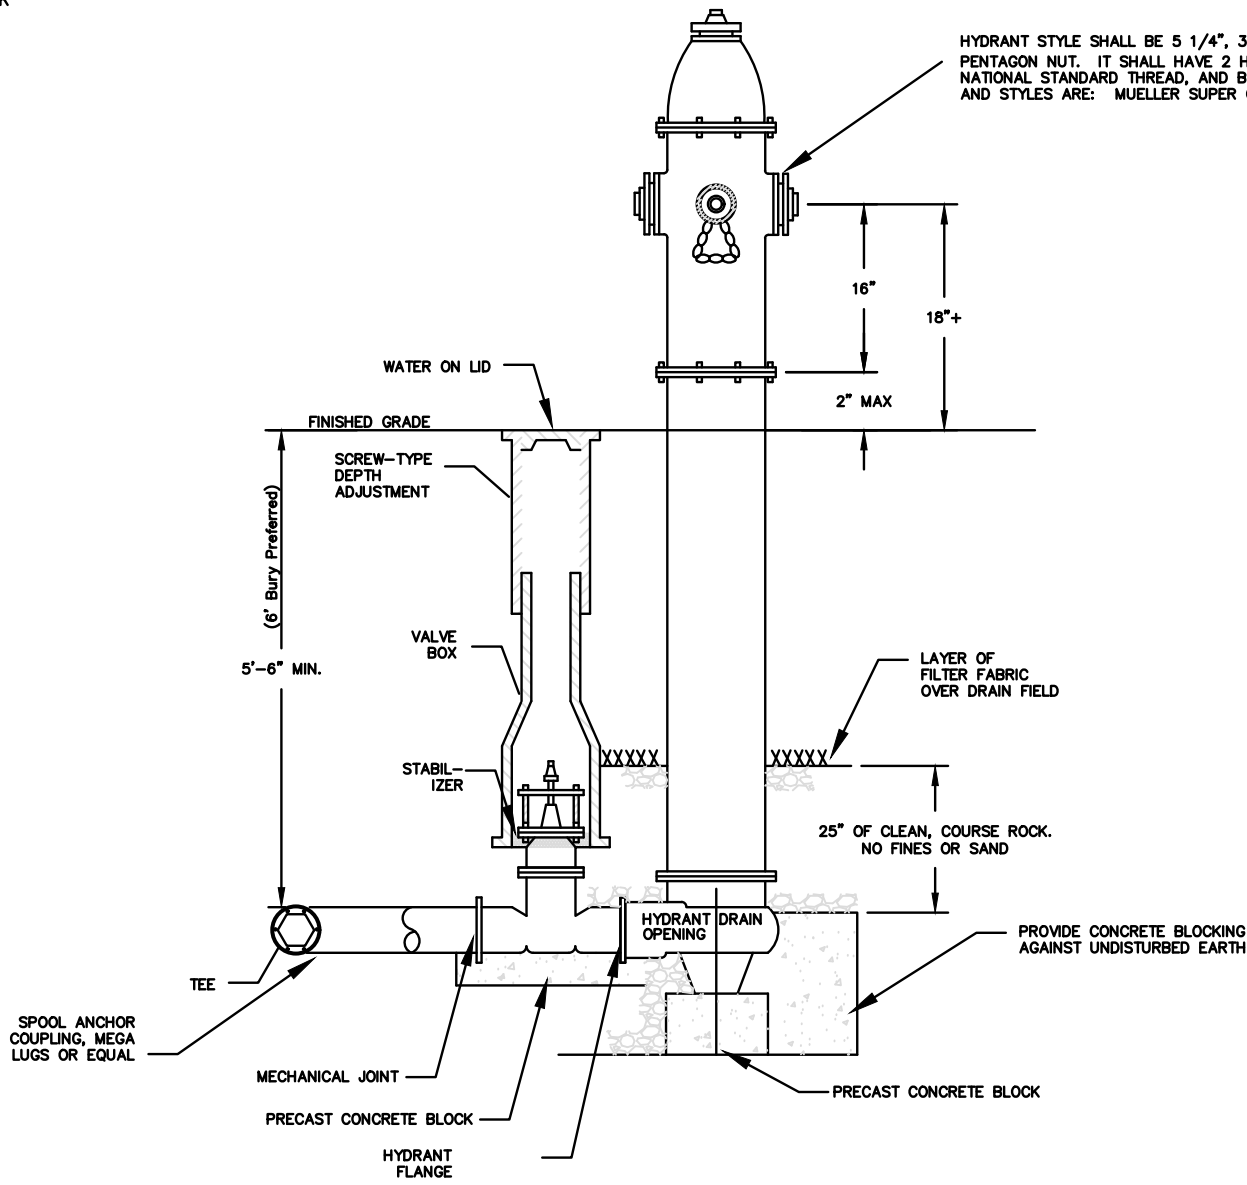 HYDRANT STYLE SHALL BE 5 1/4", 3
PENTAGON NUT. IT SHALL HAVE 2 H
NATIONAL STANDARD THREAD, AND B
AND STYLES ARE: MUELLER SUPER
16"
18"+
WATER ON LID
2" MAX
FINISHED GRADE
SCREW-TYPE
DEPTH
ADJUSTMENT
(6' Bury Preferred)
5'-6" MIN.
VALVE
BOX
LAYER OF
FILTER FABRIC
OVER DRAIN FIELD
STABIL-
IZER
25" OF CLEAN, COURSE ROCK.
NO FINES OR SAND
HYDRANT DRAIN
OPENING
PROVIDE CONCRETE BLOCKING
AGAINST UNDISTURBED EARTH
TEE
SPOOL ANCHOR
COUPLING, MEGA
LUGS OR EQUAL
MECHANICAL JOINT
PRECAST CONCRETE BLOCK
PRECAST CONCRETE BLOCK
HYDRANT
FLANGE